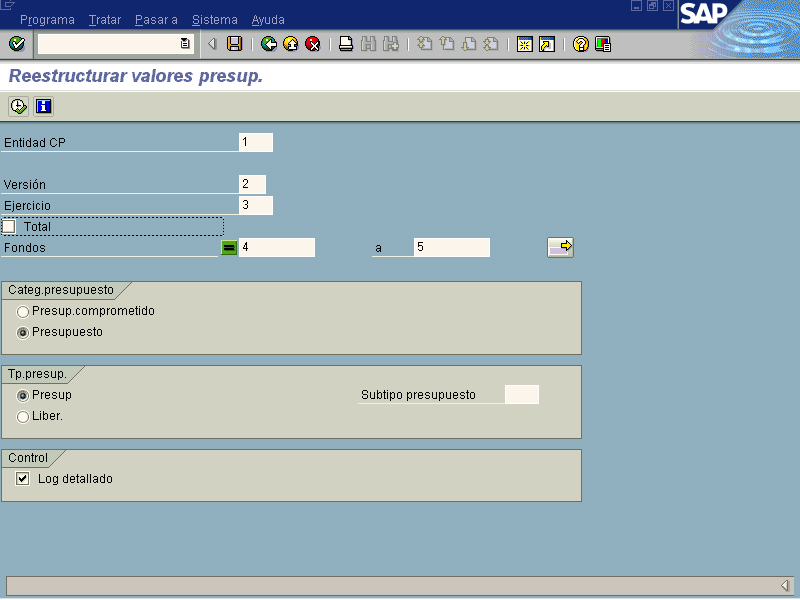 Programa Tratar Pasar a Sistema Ayuda
SAP
Reestructurar valores presup.
Entidad CP 1
Versión 2
Ejercicio 3
Total
Fondos 4 a 5
Categ.presupuesto
Presup.comprometido
Presupuesto
Tp.presup.
Presup Subtipo presupuesto
Liber.
Control
Log detallado